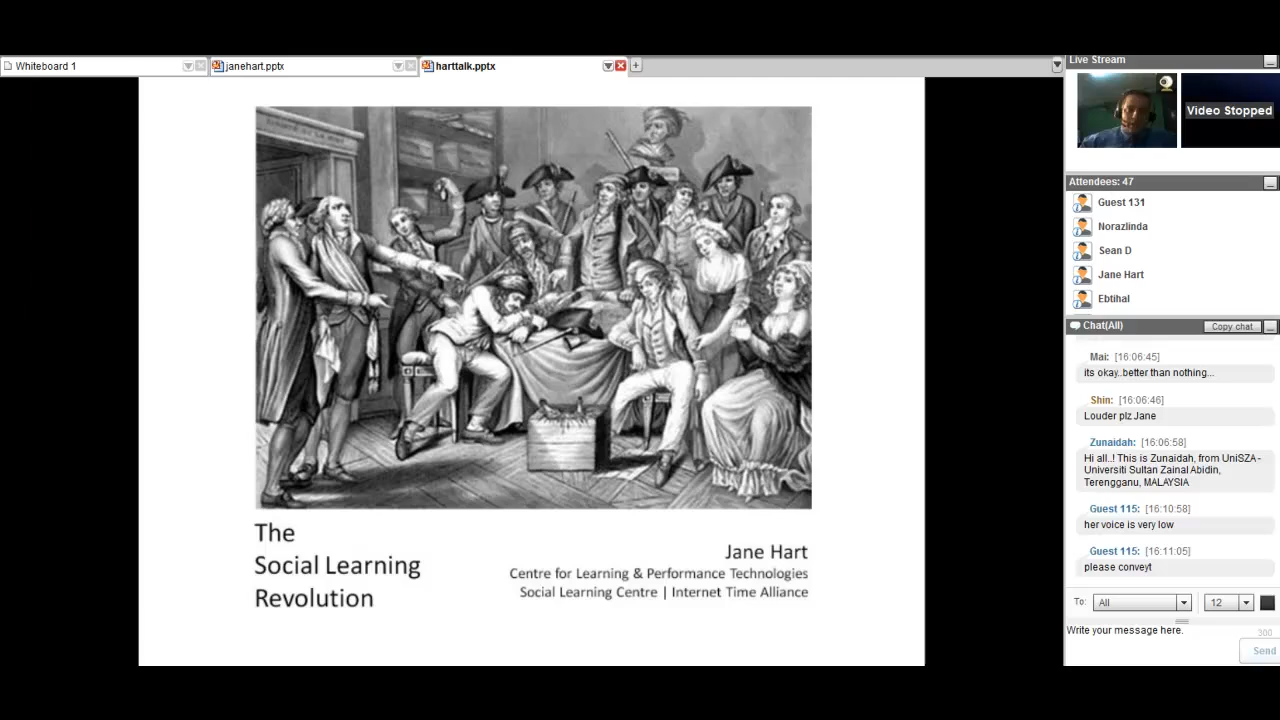 Whiteboard 1
janehart.pptx
harttalk.pptx
The
Social Learning
Revolution
Jane Hart
Centre for Learning & Performance Technologies
Social Learning Centre | Internet Time Alliance
Live Stream
Video Stopped
Attendees: 47
Guest 131
Norazlinda
Sean D
Jane Hart
Ebtihal
Chat(All)
Copy chat
Mai: [16:06:45]
its okay..better than nothing...
Shin: [16:06:46]
Louder plz Jane
Zunaidah: [16:06:58]
Hi all..! This is Zunaidah, from UniSZA-
Universiti Sultan Zainal Abidin,
Terengganu, MALAYSIA
Guest 115: [16:10:58]
her voice is very low
Guest 115: [16:11:05]
please conveyt
To: All 12
Write your message here.
300
Send